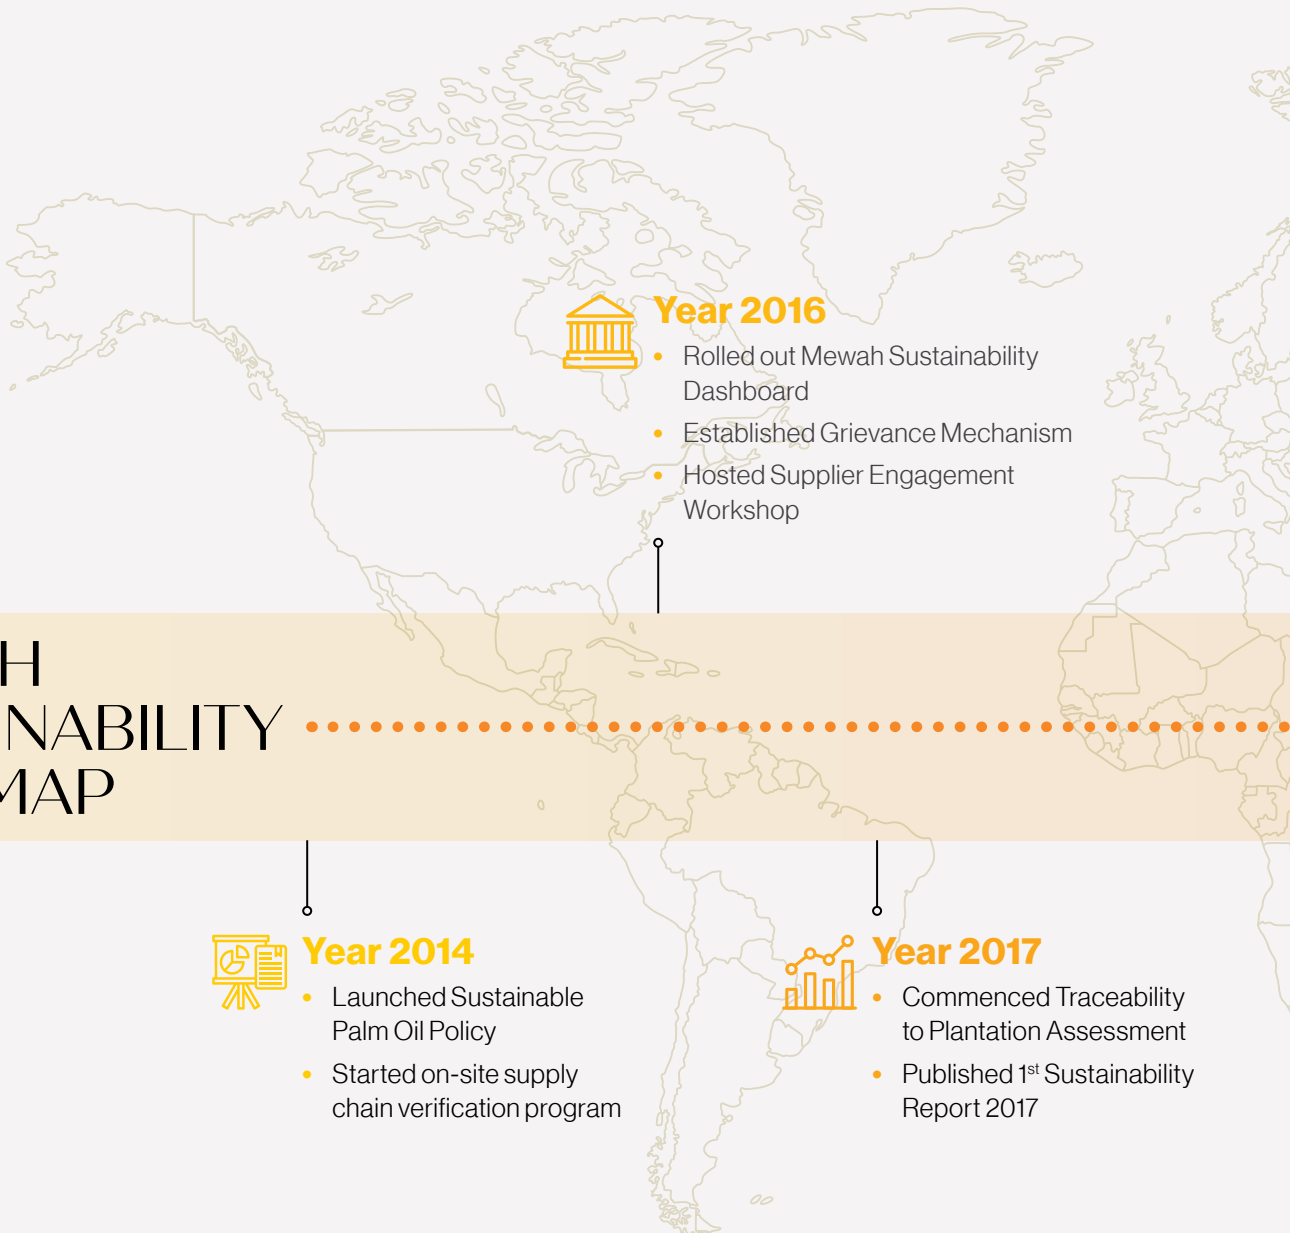 Year 2016
• Rolled out Mewah Sustainability
Dashboard
• Established Grievance Mechanism
• Hosted Supplier Engagement
Workshop
H
NABILITY
MAP
Year 2014
• Launched Sustainable
Palm Oil Policy
• Started on-site supply
chain verification program
Year 2017
• Commenced Traceability
to Plantation Assessment
• Published 1st Sustainability
Report 2017